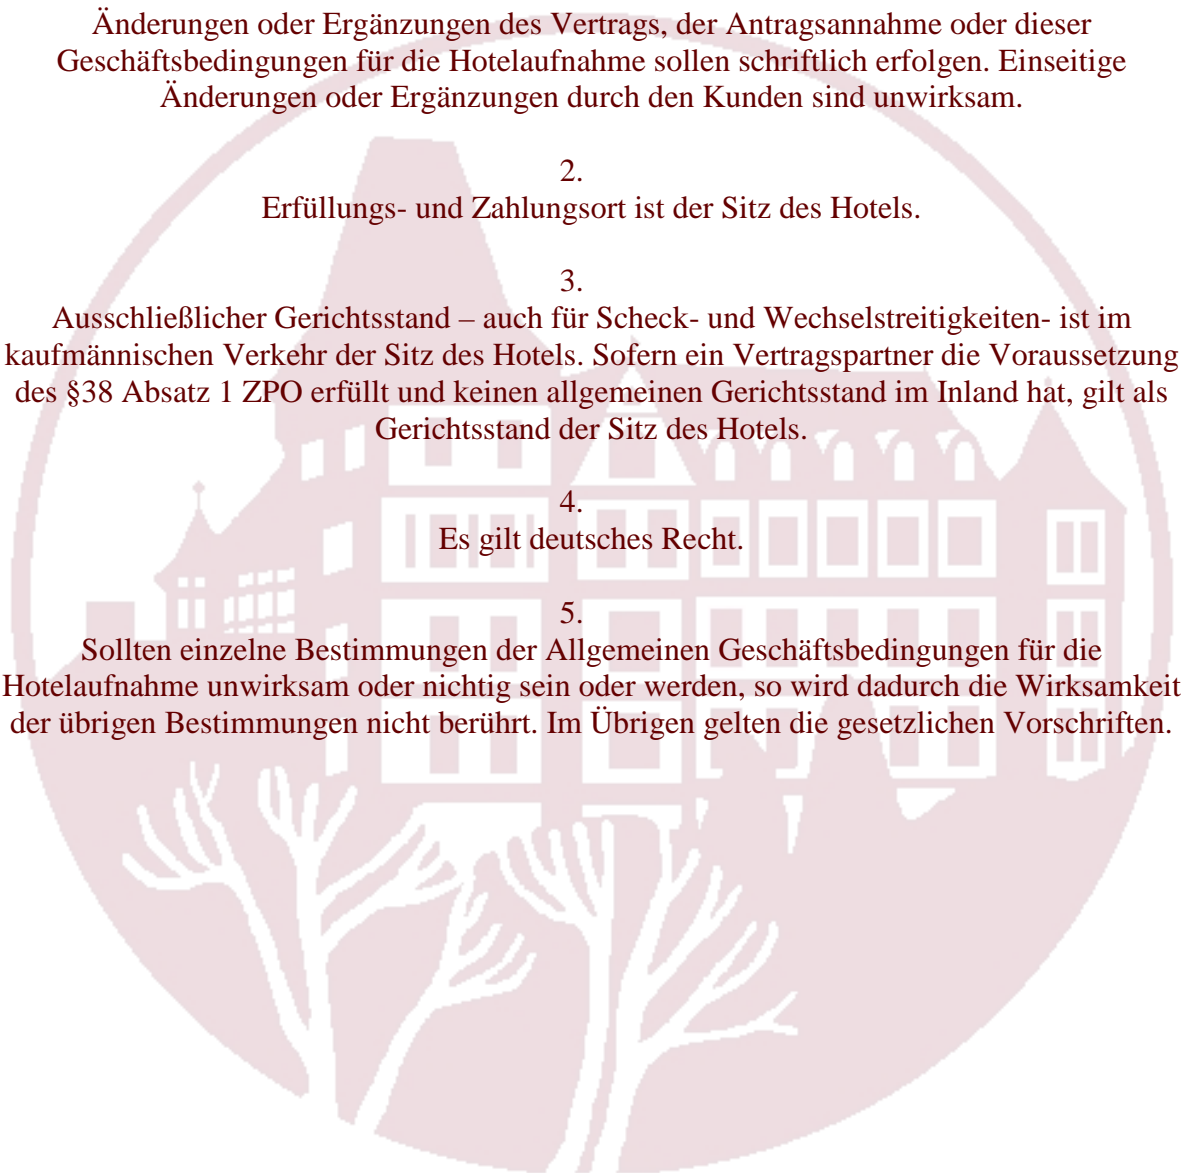 Änderungen oder Ergänzungen des Vertrags, der Antragsannahme oder dieser
Geschäftsbedingungen für die Hotelaufnahme sollen schriftlich erfolgen. Einseitige
Änderungen oder Ergänzungen durch den Kunden sind unwirksam.
2.
Erfüllungs- und Zahlungsort ist der Sitz des Hotels.
3.
Ausschließlicher Gerichtsstand – auch für Scheck- und Wechselstreitigkeiten- ist im
kaufmännischen Verkehr der Sitz des Hotels. Sofern ein Vertragspartner die Voraussetzung
des §38 Absatz 1 ZPO erfüllt und keinen allgemeinen Gerichtsstand im Inland hat, gilt als
Gerichtsstand der Sitz des Hotels.
4.
Es gilt deutsches Recht.
5.
Sollten einzelne Bestimmungen der Allgemeinen Geschäftsbedingungen für die
Hotelaufnahme unwirksam oder nichtig sein oder werden, so wird dadurch die Wirksamkeit
der übrigen Bestimmungen nicht berührt. Im Übrigen gelten die gesetzlichen Vorschriften.